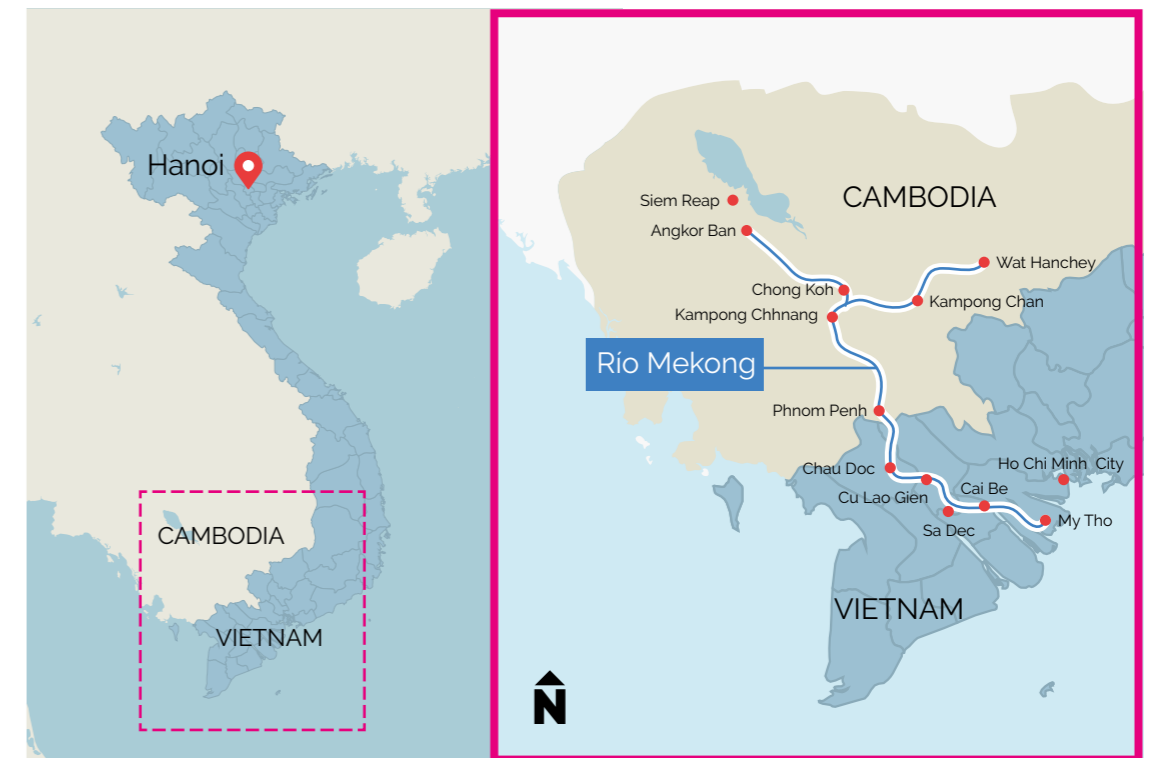 Hanoi
CAMBODIA
VIETNAM
CAMBODIA
Siem Reap
Angkor Ban
Wat Hanchey
Chong Koh
Kampong Chan
Kampong Chhnang
Río Mekong
Phnom Penh
Chau Doc
Ho Chi Minh City
Cu Lao Gien
Cai Be
Sa Dec
My Tho
VIETNAM
N